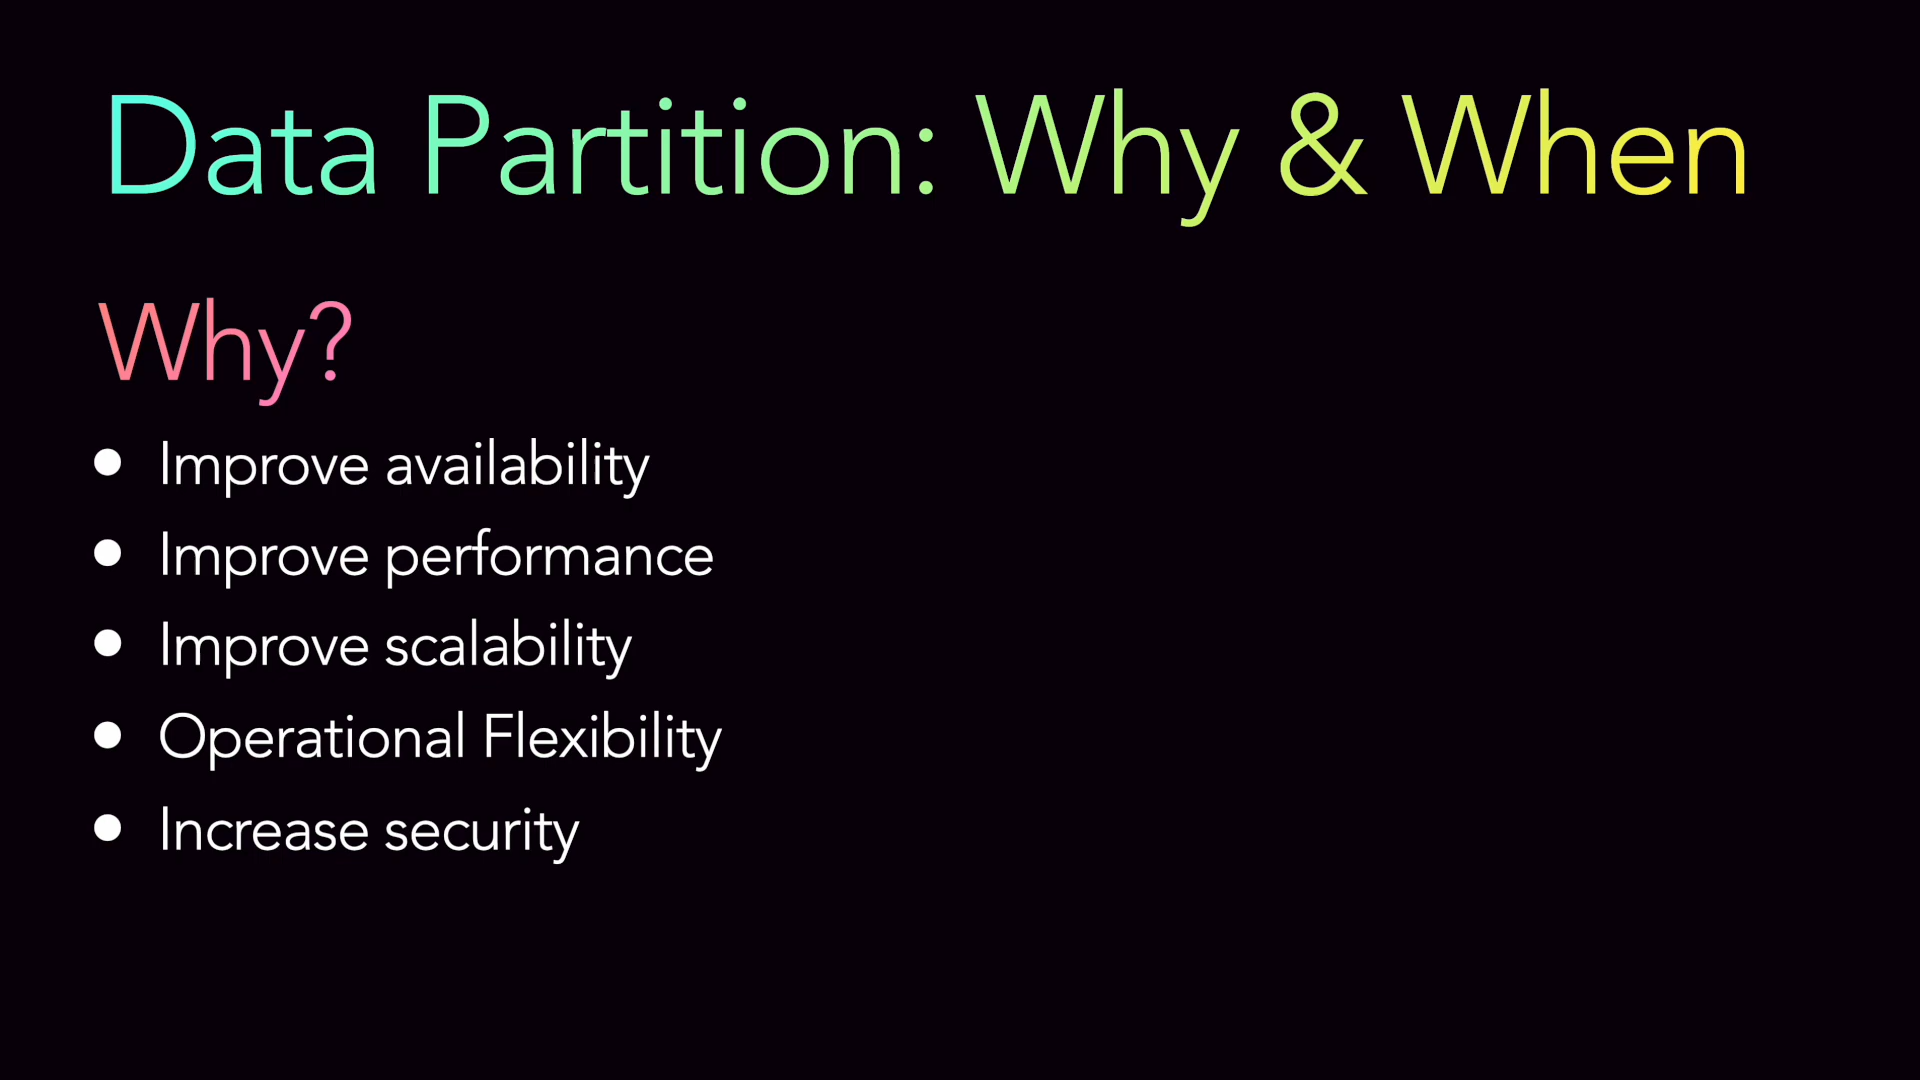 Data Partition: Why & When
Why?
• Improve availability
• Improve performance
• Improve scalability
• Operational Flexibility
• Increase security